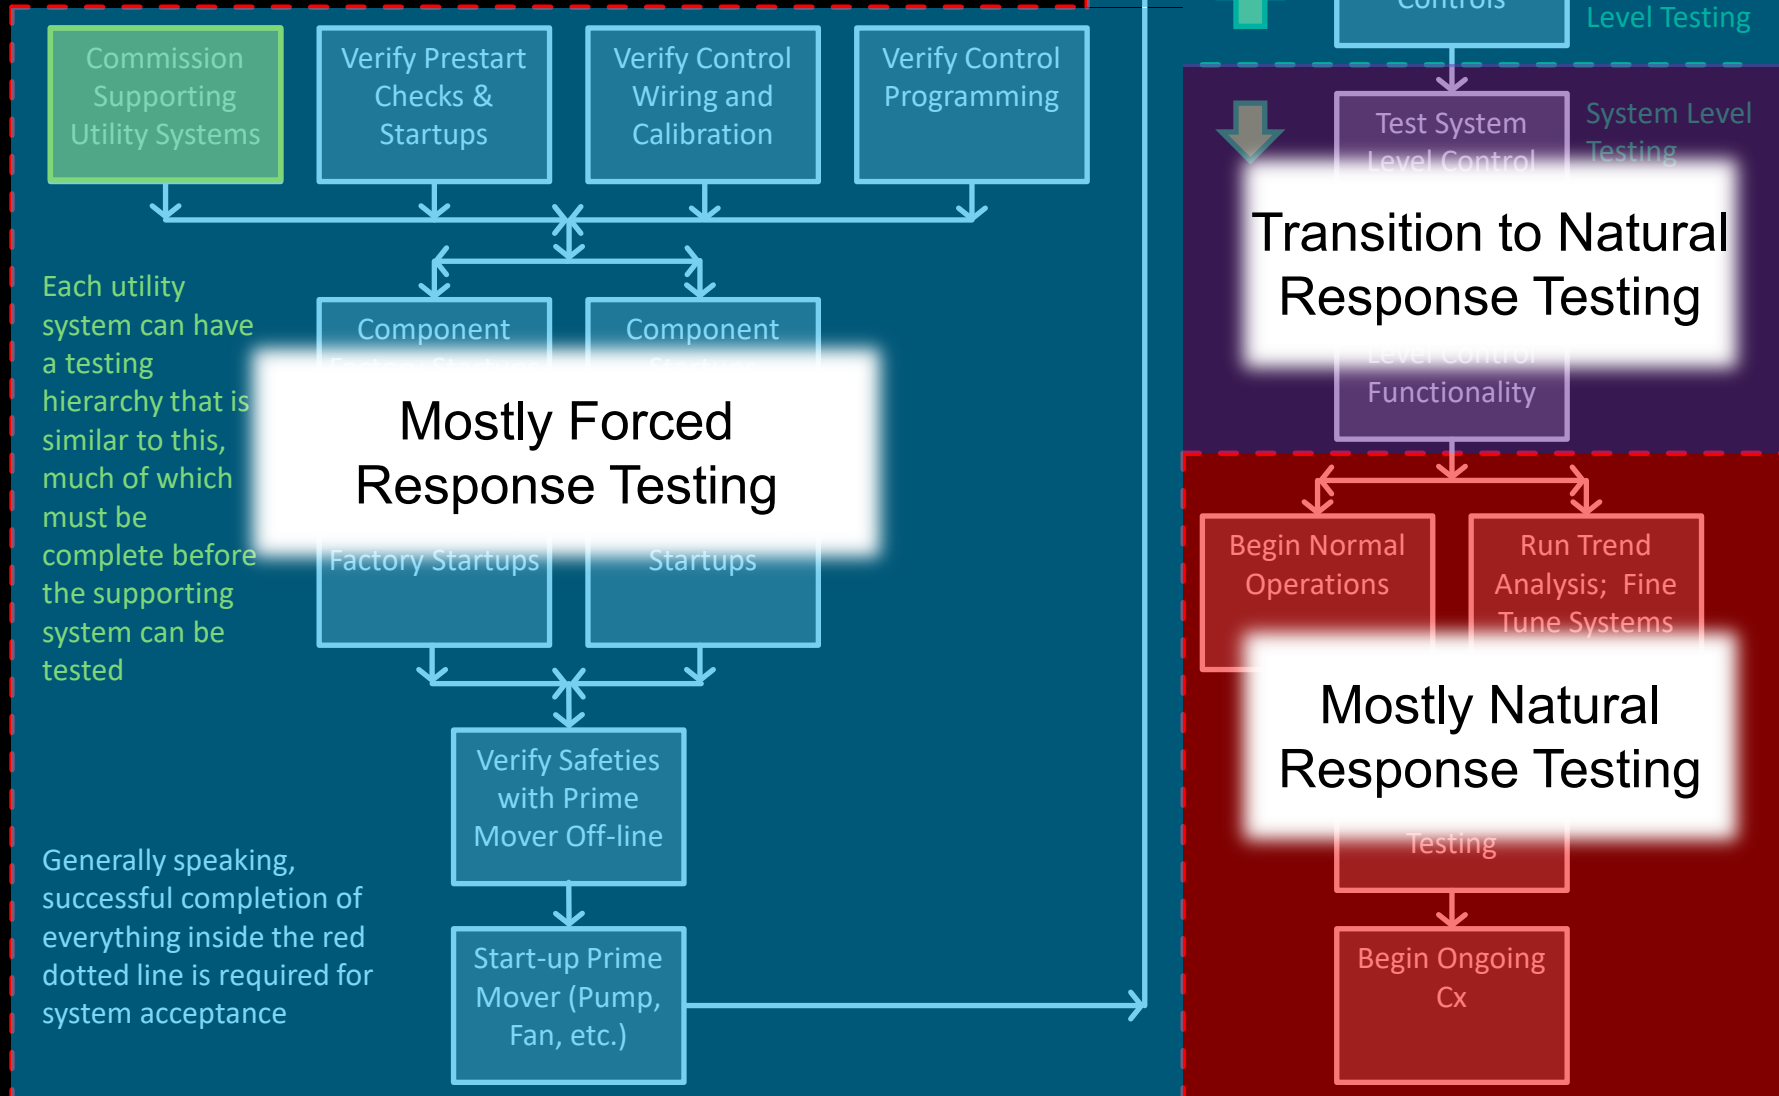 Commission
Supporting
Utility Systems
Verify Prestart
Checks &
Startups
Verify Control
Wiring and
Calibration
Verify Control
Programming
Each utility
system can have
a testing
hierarchy that is
similar to this,
much of which
must be
complete before
the supporting
system can be
tested
Component
Component
Mostly Forced
Response Testing
Factory Startups
Startups
Verify Safeties
with Prime
Mover Off-line
Generally speaking,
successful completion of
everything inside the red
dotted line is required for
system acceptance
Start-up Prime
Mover (Pump,
Fan, etc.)
Controls
Level Testing
Test System
Level Control
System Level
Testing
Transition to Natural
Response Testing
Level Control
Functionality
Begin Normal
Operations
Run Trend
Analysis;  Fine
Tune Systems
Mostly Natural
Response Testing
Testing
Begin Ongoing
Cx